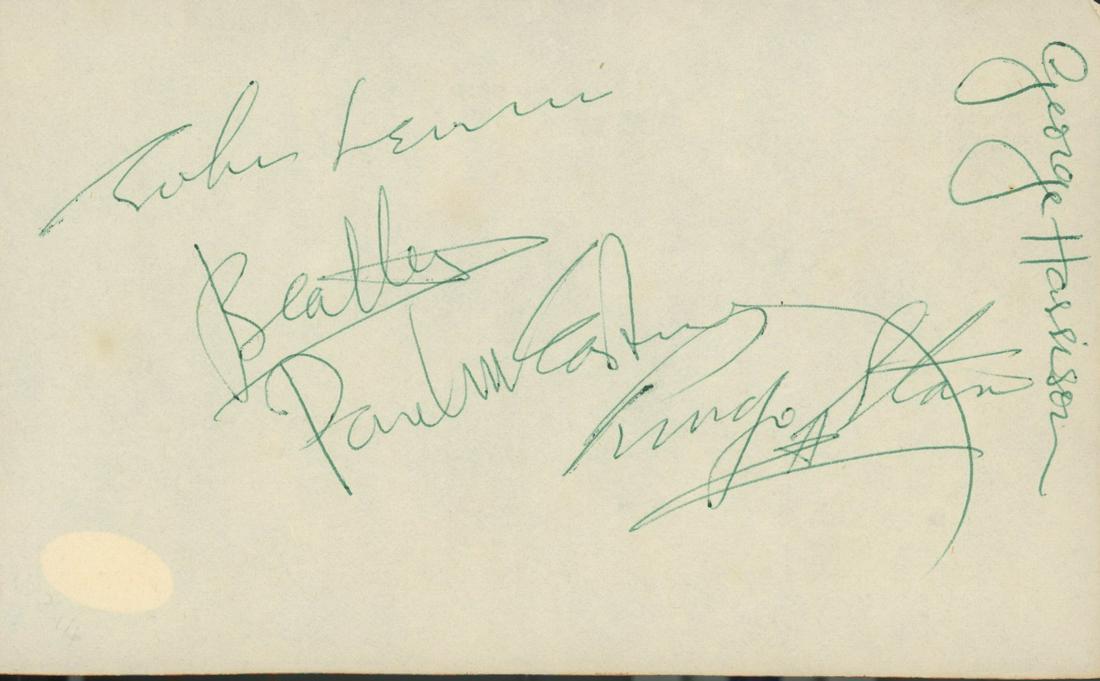 John Lennon
Beatles
Paul McCartney
Ringo Starr
George Harrison